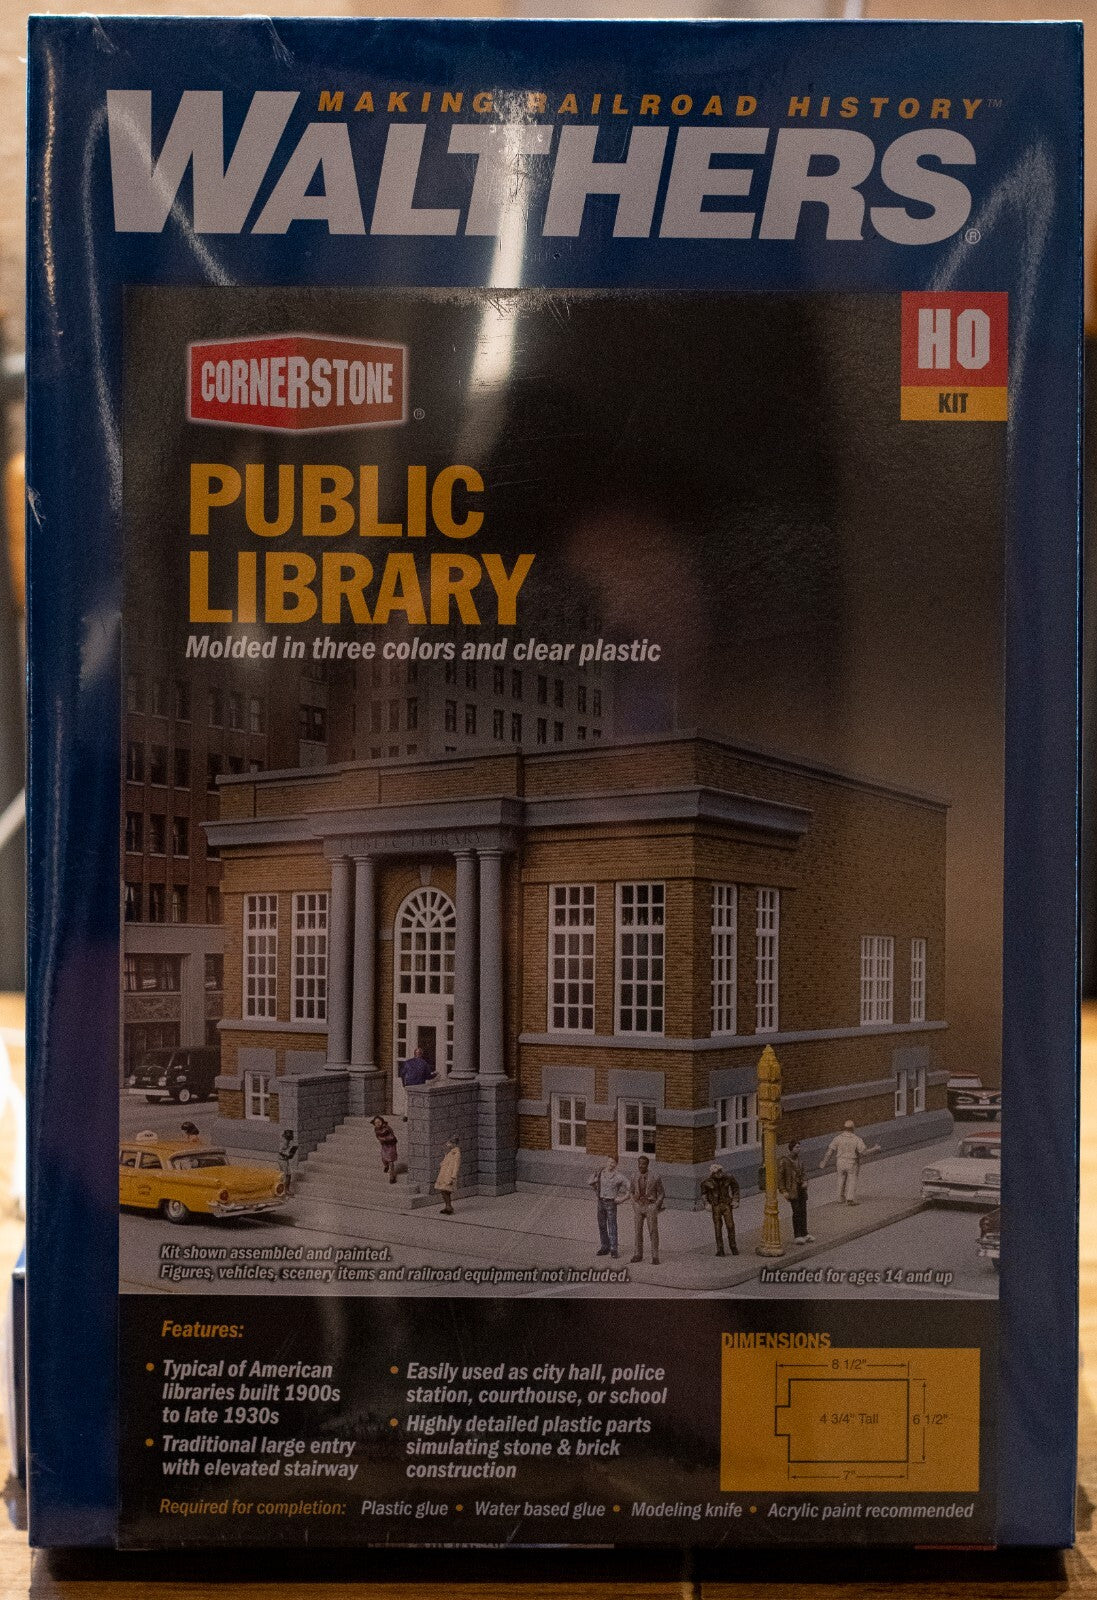 MAKING RAILROAD HISTORY™
WALTHERS®
HO
KIT
CORNERSTONE®
PUBLIC
LIBRARY
Molded in three colors and clear plastic
PUBLIC LIBRARY
Kit shown assembled and painted.
Figures, vehicles, scenery items and railroad equipment not included.
Intended for ages 14 and up
Features:
• Typical of American
libraries built 1900s
to late 1930s
• Traditional large entry
with elevated stairway
• Easily used as city hall, police
station, courthouse, or school
• Highly detailed plastic parts
simulating stone & brick
construction
DIMENSIONS
8 1/2"
4 3/4" Tall
6 1/2"
7"
Required for completion: Plastic glue • Water based glue • Modeling knife • Acrylic paint recommended